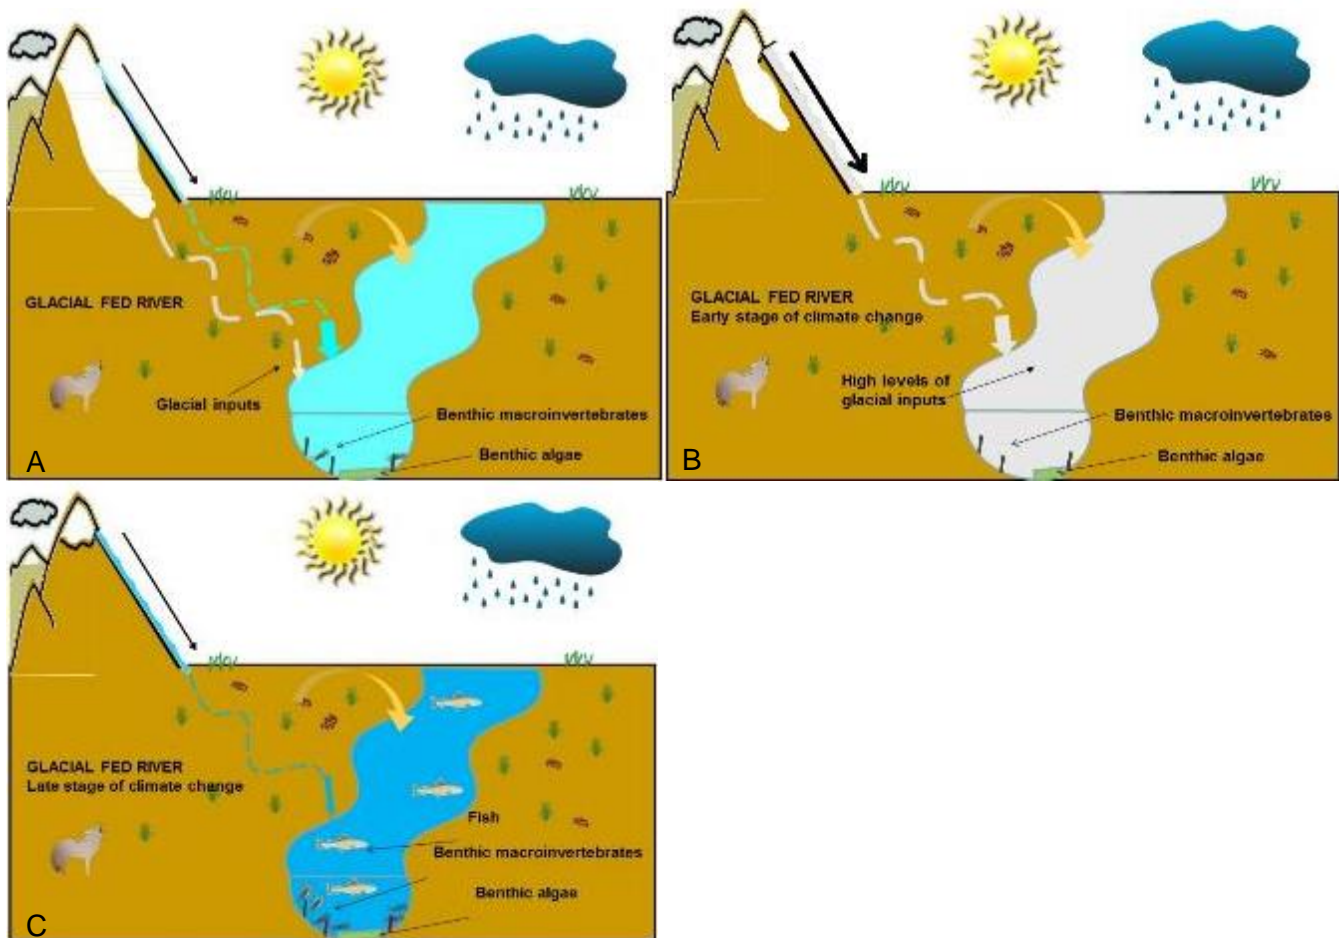 GLACIAL FED RIVER
Glacial inputs
Benthic macroinvertebrates
Benthic algae
A
GLACIAL FED RIVER
Early stage of climate change
High levels of
glacial inputs
Benthic macroinvertebrates
Benthic algae
B
GLACIAL FED RIVER
Late stage of climate change
Fish
Benthic macroinvertebrates
Benthic algae
C